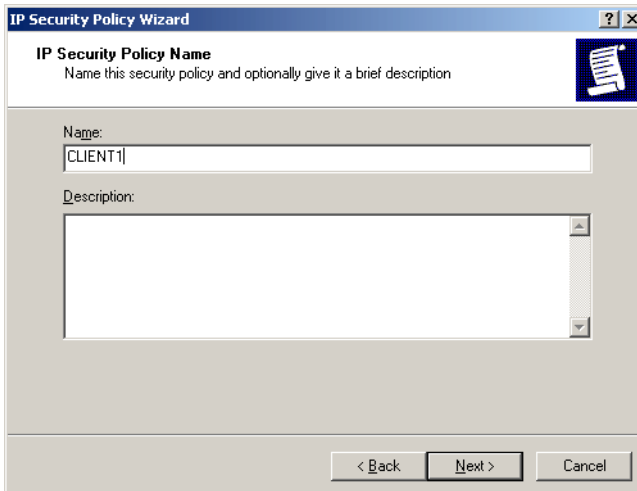 IP Security Policy Wizard
IP Security Policy Name
Name this security policy and optionally give it a brief description
Name:
CLIENT1
Description:
< Back Next > Cancel